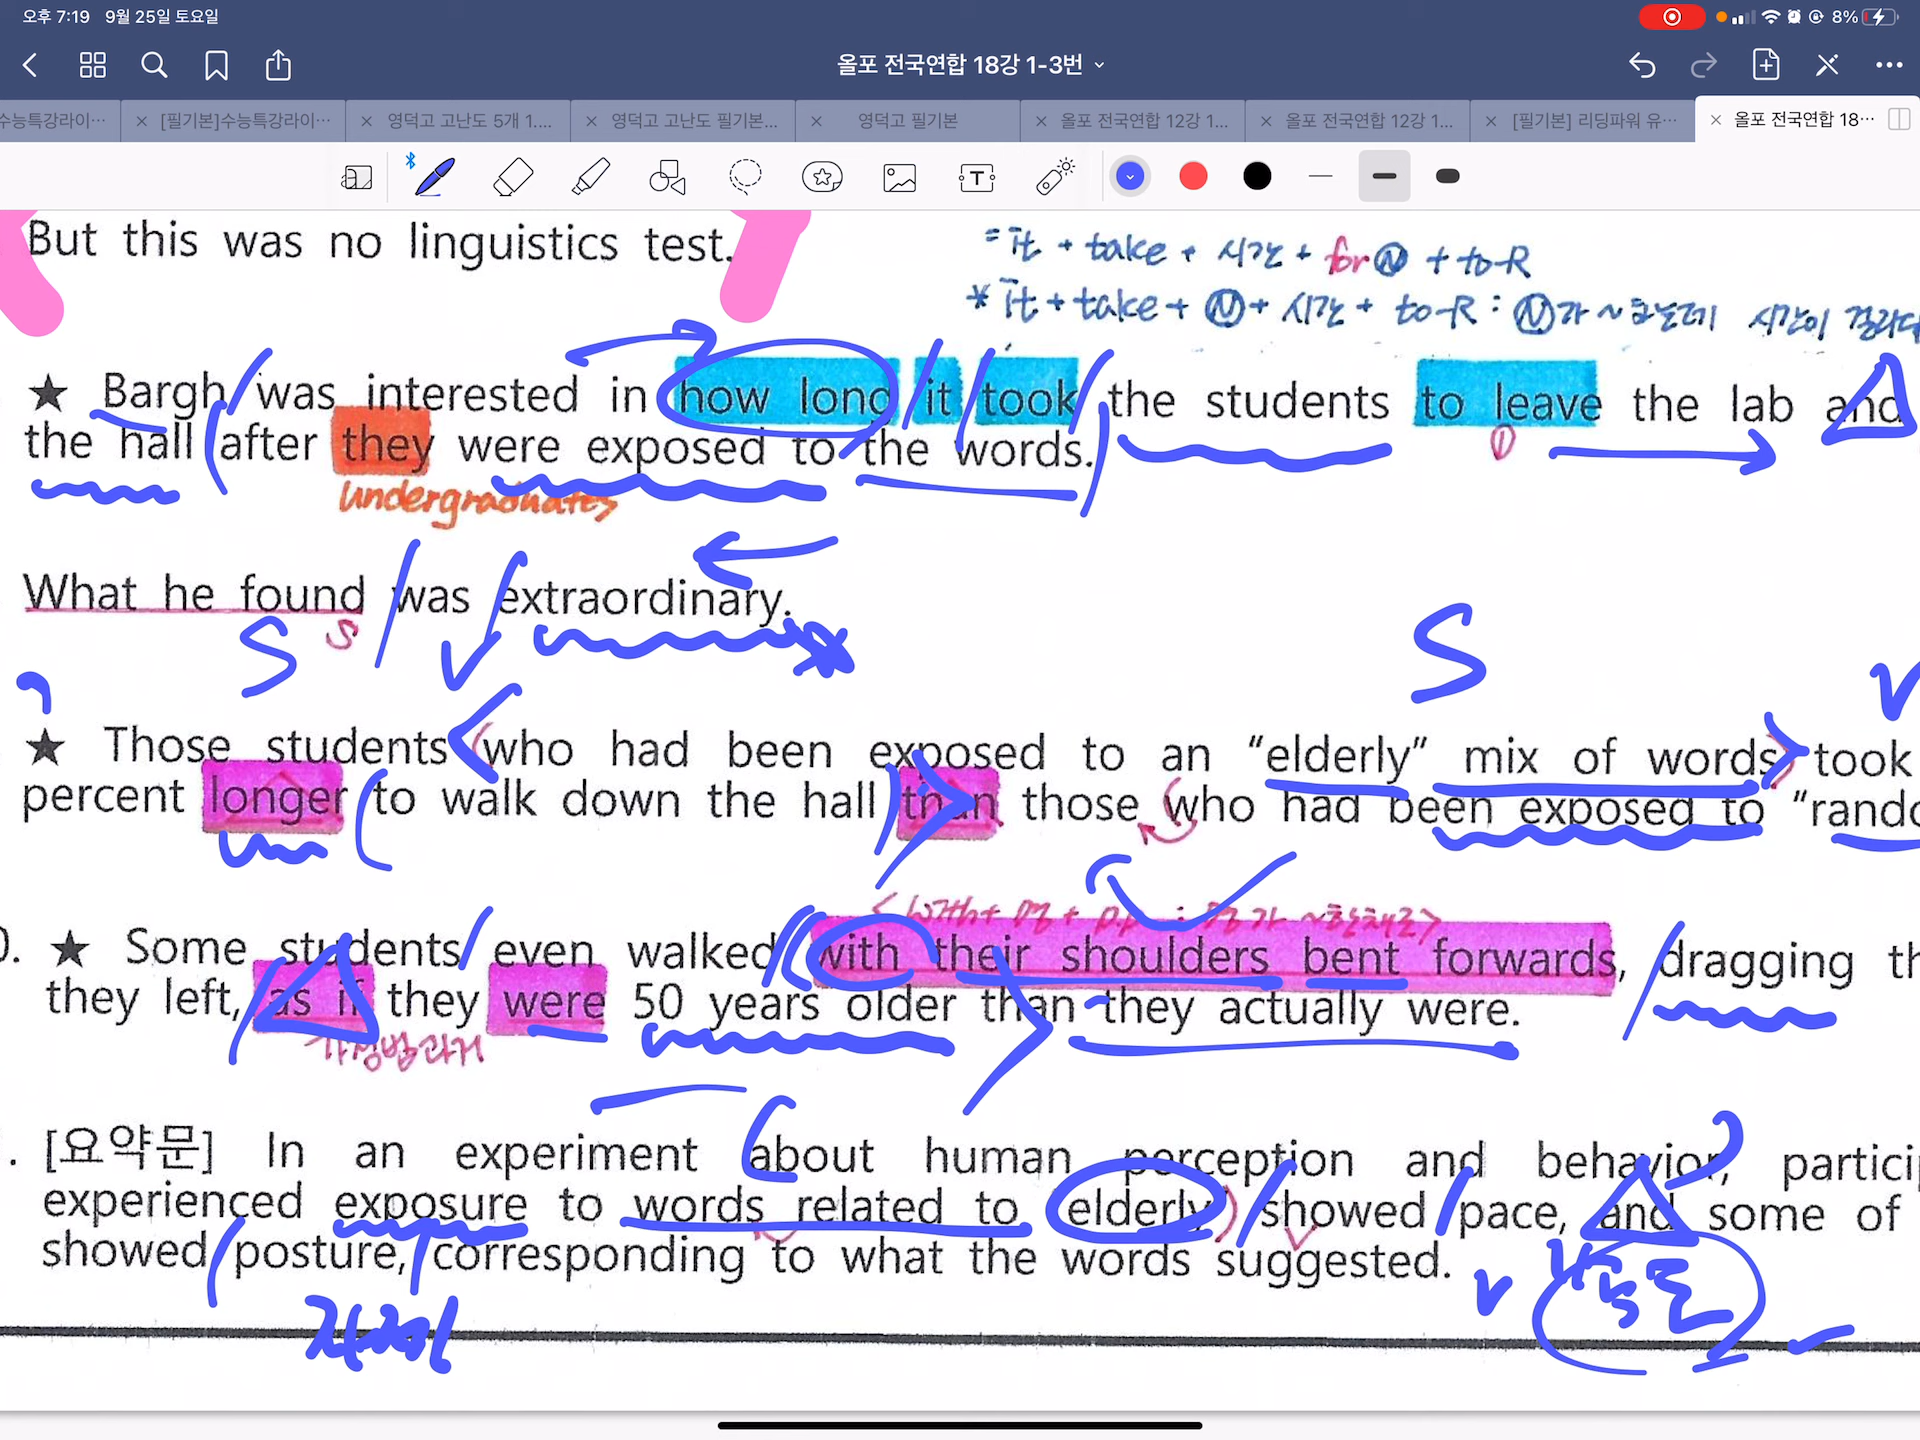 오후 7:19 9월 25일 토요일
8%
올포 전국연합 18강 1-3번
수능특강라이…
[필기본]수능특강라이…
영덕고 고난도 5개 1....
영덕고 고난도 필기본...
영덕고 필기본
올포 전국연합 12강 1...
올포 전국연합 12강 1...
[필기본] 리딩파워 유…
올포 전국연합 18…
But this was no linguistics test.
= it + take + 시간 + for N + to-R
* It + take + N + 시간 + to-R : N가 ~하는데 시간이 걸리다
★ Bargh was interested in how long it took the students to leave the lab and
the hall after they were exposed to the words.
①
undergraduates
What he found was extraordinary.
S
S
S
V
★ Those students who had been exposed to an “elderly” mix of words took
percent longer to walk down the hall than those who had been exposed to “rando
<with + 명 + p.p : 명가 ~한채로>
0. ★ Some students even walked with their shoulders bent forwards, dragging th
they left, as if they were 50 years older than they actually were.
가정법과거
. [요약문] In an experiment about human perception and behavior, partici
experienced exposure to words related to elderly showed pace, and some of
showed posture, corresponding to what the words suggested.